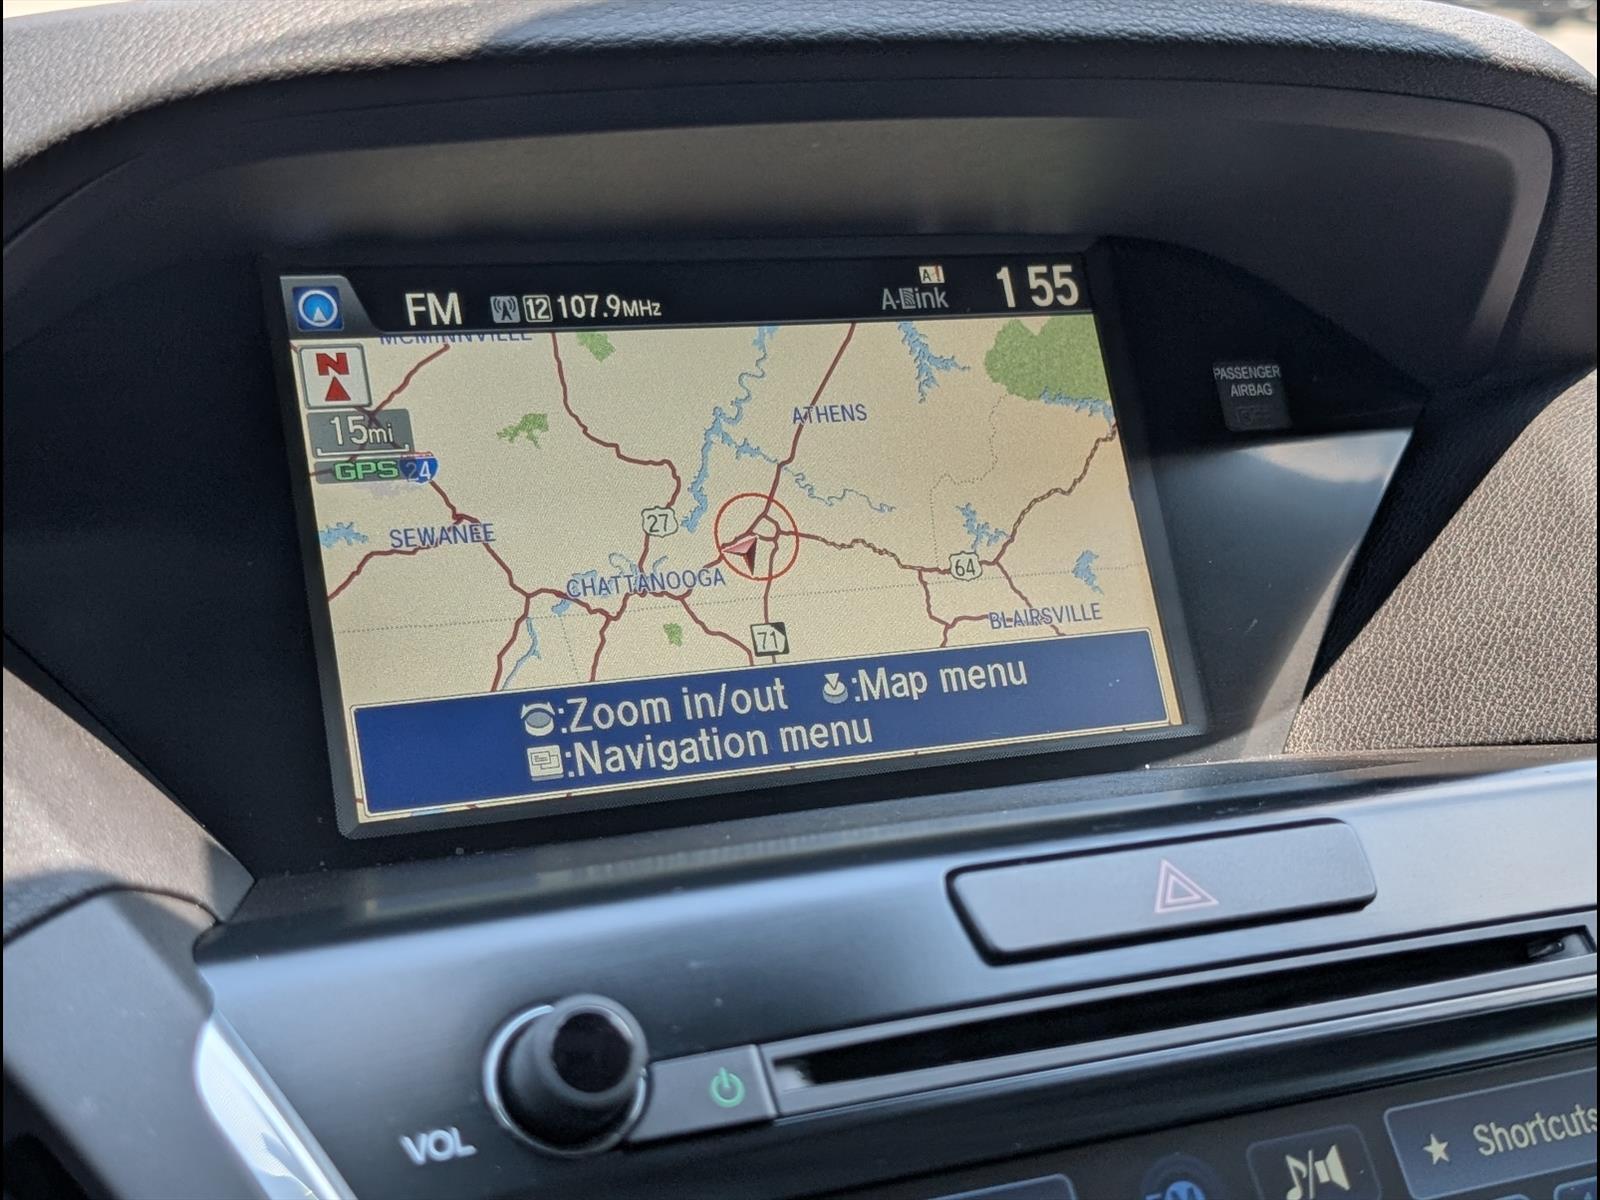 FM 12 107.9MHz A-Link 1 55
MCMINNVILLE
N
15mi
ATHENS
GPS 24
PASSENGER
AIRBAG
SEWANEE
27
64
CHATTANOOGA
BLAIRSVILLE
71
:Zoom in/out :Map menu
:Navigation menu
VOL
Shortcuts